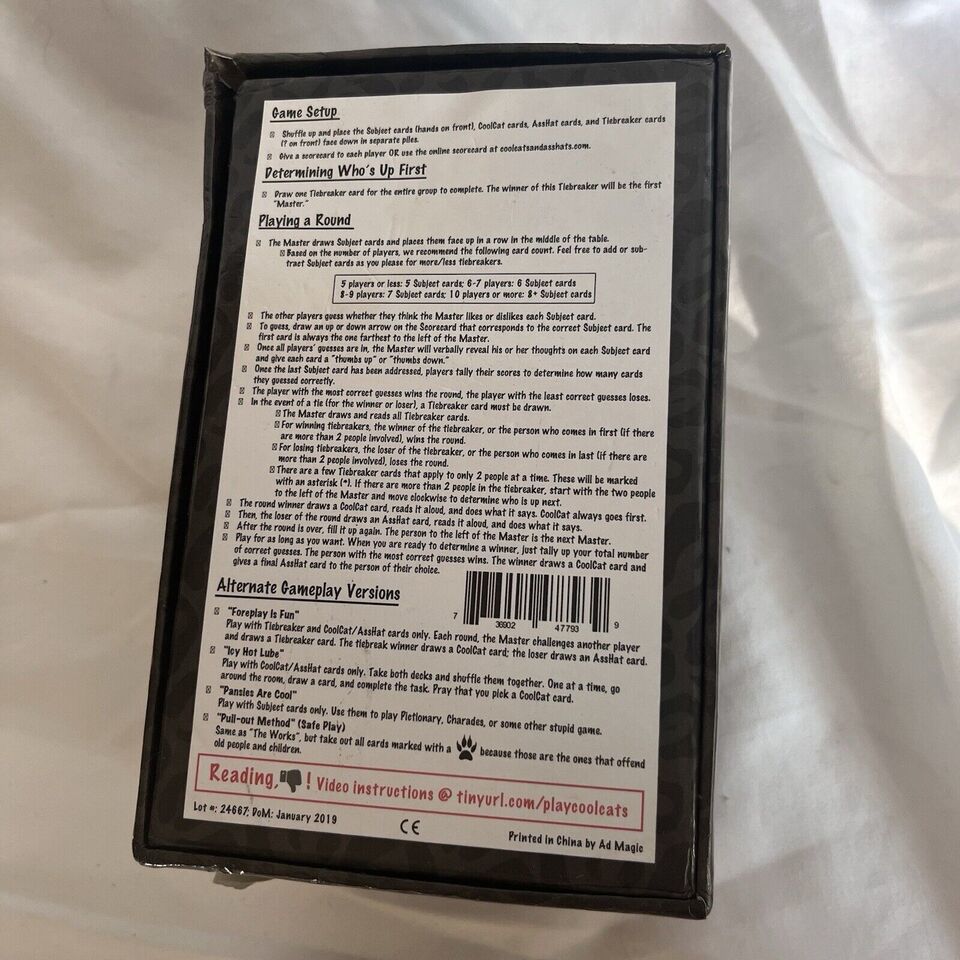 Game Setup
Shuffle up and place the Subject cards (hands on front), CoolCat cards, AssHat cards, and Tiebreaker cards
(? on front) face down in separate piles.
Give a scorecard to each player OR use the online scorecard at coolcatsandasshats.com.
Determining Who's Up First
Draw one Tiebreaker card for the entire group to complete. The winner of this Tiebreaker will be the first
"Master."
Playing a Round
The Master draws Subject cards and places them face up in a row in the middle of the table.
Based on the number of players, we recommend the following card count. Feel free to add or sub-
tract Subject cards as you please for more/less tiebreakers.
5 players or less: 5 Subject cards; 6-7 players: 6 Subject cards
8-9 players: 7 Subject cards; 10 players or more: 8+ Subject cards
The other players guess whether they think the Master likes or dislikes each Subject card.
To guess, draw an up or down arrow on the Scorecard that corresponds to the correct Subject card. The
first card is always the one farthest to the left of the Master.
Once all players' guesses are in, the Master will verbally reveal his or her thoughts on each Subject card
and give each card a "thumbs up" or "thumbs down."
Once the last Subject card has been addressed, players tally their scores to determine how many cards
they guessed correctly.
The player with the most correct guesses wins the round, the player with the least correct guesses loses.
In the event of a tie (for the winner or loser), a Tiebreaker card must be drawn.
The Master draws and reads all Tiebreaker cards.
For winning tiebreakers, the winner of the tiebreaker, or the person who comes in first (if there
are more than 2 people involved), wins the round.
For losing tiebreakers, the loser of the tiebreaker, or the person who comes in last (if there are
more than 2 people involved), loses the round.
There are a few Tiebreaker cards that apply to only 2 people at a time. These will be marked
with an asterisk (*). If there are more than 2 people in the tiebreaker, start with the two people
to the left of the Master and move clockwise to determine who is up next.
The round winner draws a CoolCat card, reads it aloud, and does what it says. CoolCat always goes first.
Then, the loser of the round draws an AssHat card, reads it aloud, and does what it says.
After the round is over, fill it up again. The person to the left of the Master is the next Master.
Play for as long as you want. When you are ready to determine a winner, just tally up your total number
of correct guesses. The person with the most correct guesses wins. The winner draws a CoolCat card and
gives a final AssHat card to the person of their choice.
7 36902 47793 9
Alternate Gameplay Versions
"Foreplay Is Fun"
Play with Tiebreaker and CoolCat/AssHat cards only. Each round, the Master challenges another player
and draws a Tiebreaker card. The tiebreak winner draws a CoolCat card; the loser draws an AssHat card.
"Icy Hot Lube"
Play with CoolCat/AssHat cards only. Take both decks and shuffle them together. One at a time, go
around the room, draw a card, and complete the task. Pray that you pick a CoolCat card.
"Pansies Are Cool"
Play with Subject cards only. Use them to play Pictionary, Charades, or some other stupid game.
"Pull-out Method" (Safe Play)
Same as "The Works", but take out all cards marked with a because those are the ones that offend
old people and children.
Reading, ! Video instructions @ tinyurl.com/playcoolcats
Lot #: 24667; DoM: January 2019
CE
Printed in China by Ad Magic